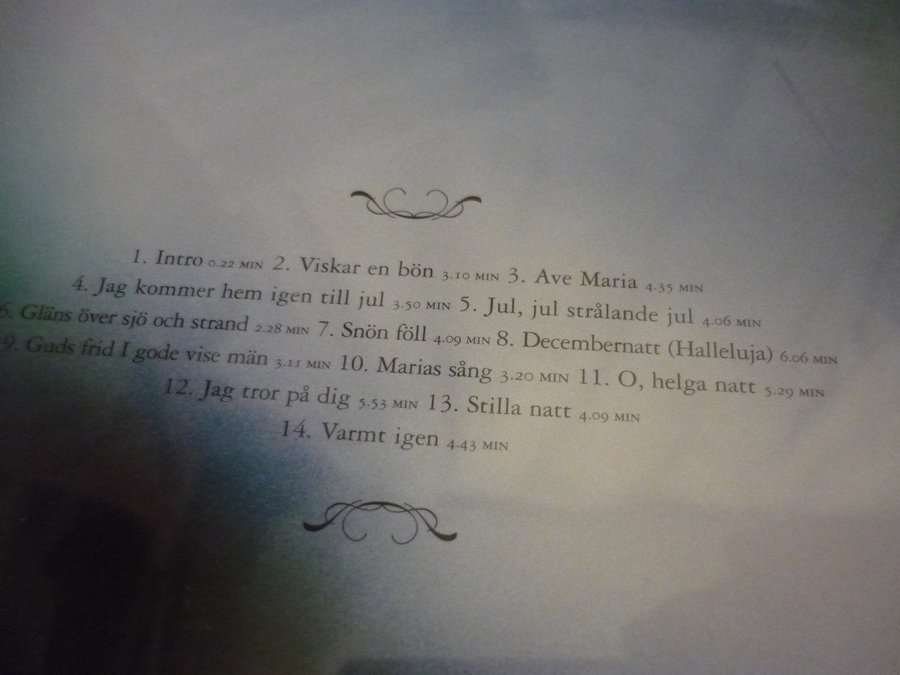 1. Intro 0.22 MIN 2. Viskar en bön 3.10 MIN 3. Ave Maria 4.35 MIN
4. Jag kommer hem igen till jul 3.50 MIN 5. Jul, jul strålande jul 4.06 MIN
6. Gläns över sjö och strand 2.28 MIN 7. Snön föll 4.09 MIN 8. Decembernatt (Halleluja) 6.06 MIN
9. Guds frid I gode vise män 3.11 MIN 10. Marias sång 3.20 MIN 11. O, helga natt 5.29 MIN
12. Jag tror på dig 5.53 MIN 13. Stilla natt 4.09 MIN
14. Varmt igen 4.43 MIN